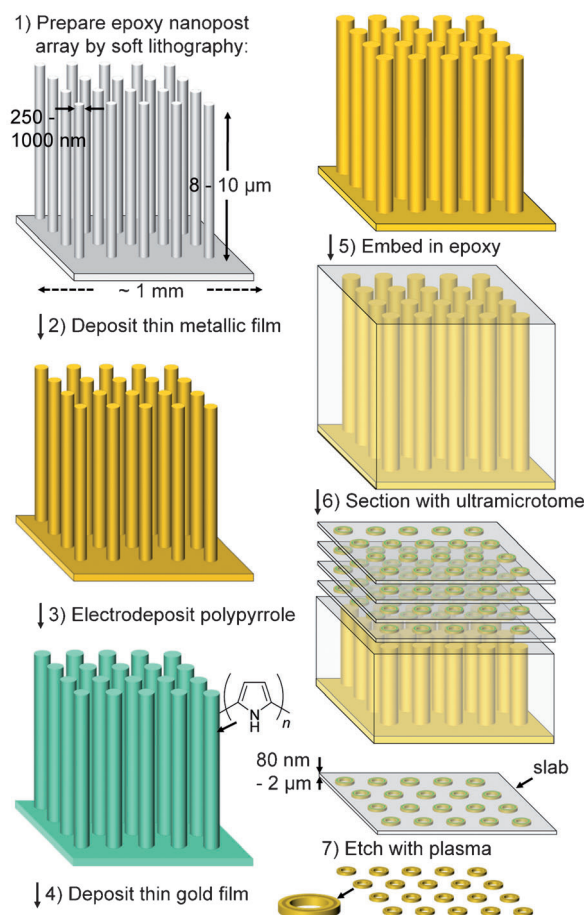 1) Prepare epoxy nanopost
array by soft lithography:
250 -
1000 nm
8 - 10 μm
~ 1 mm
2) Deposit thin metallic film
3) Electrodeposit polypyrrole
N
H
n
4) Deposit thin gold film
5) Embed in epoxy
6) Section with ultramicrotome
80 nm
- 2 μm
slab
7) Etch with plasma